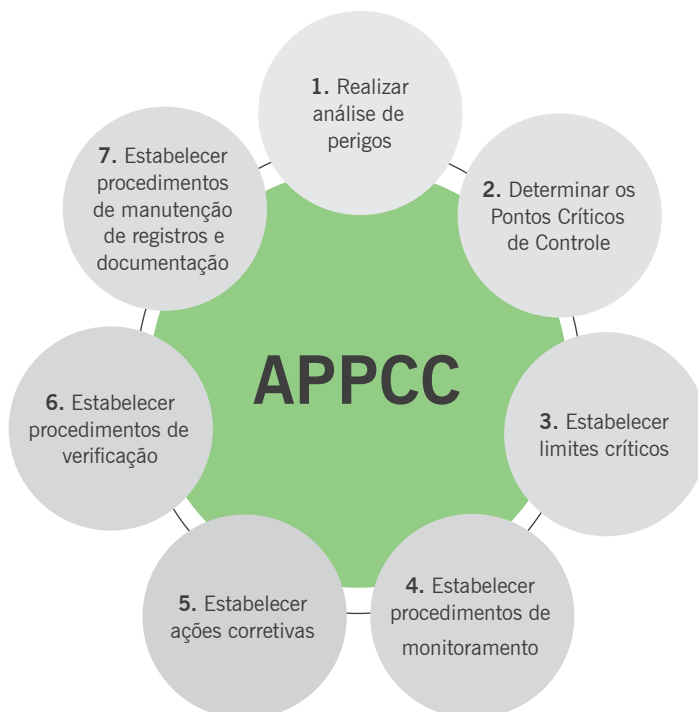 1. Realizar
análise de
perigos
2. Determinar os
Pontos Críticos
de Controle
3. Estabelecer
limites críticos
4. Estabelecer
procedimentos de
monitoramento
5. Estabelecer
ações corretivas
6. Estabelecer
procedimentos de
verificação
7. Estabelecer
procedimentos
de manutenção
de registros e
documentação
APPCC